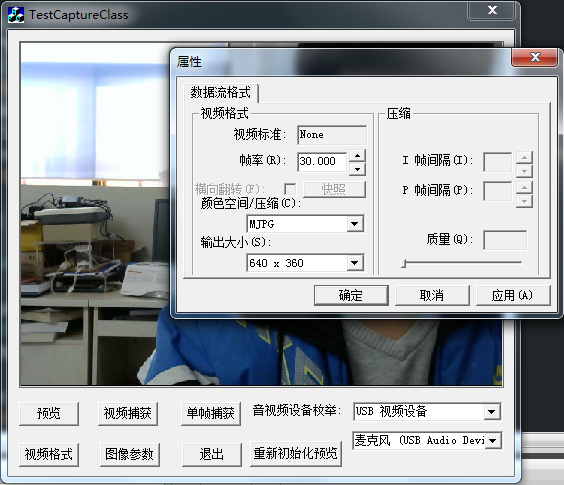 TestCaptureClass
属性
数据流格式
视频格式
视频标准: None
帧率(R): 30.000
横向翻转(F): 快照
颜色空间/压缩(C):
MJPG
输出大小(S):
640 x 360
压缩
I 帧间隔(I):
P 帧间隔(P):
质量(Q):
确定 取消 应用(A)
预览 视频捕获 单帧捕获 音视频设备枚举: USB 视频设备
视频格式 图像参数 退出 重新初始化预览 麦克风 (USB Audio Devi